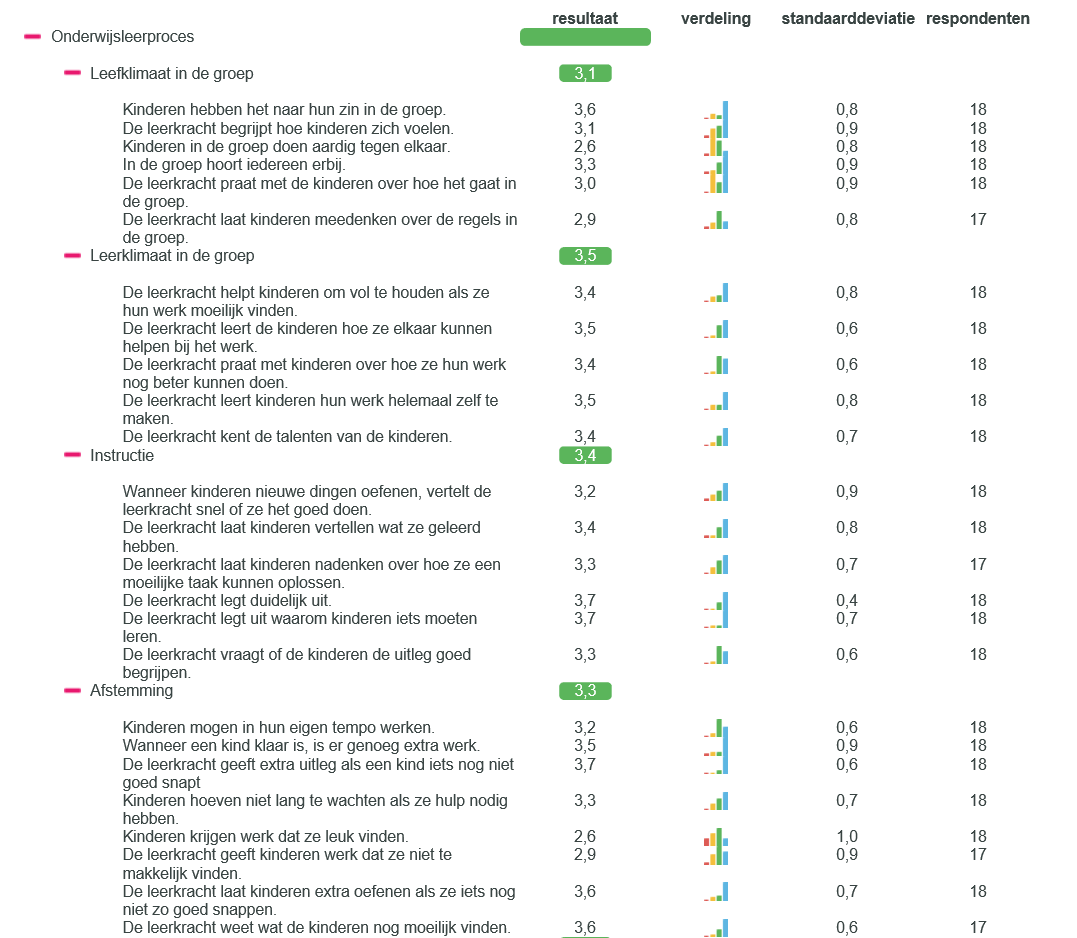 resultaat verdeling standaarddeviatie respondenten
Onderwijsleerproces
Leefklimaat in de groep 3,1
Kinderen hebben het naar hun zin in de groep. 3,6 0,8 18
De leerkracht begrijpt hoe kinderen zich voelen. 3,1 0,9 18
Kinderen in de groep doen aardig tegen elkaar. 2,6 0,8 18
In de groep hoort iedereen erbij. 3,3 0,9 18
De leerkracht praat met de kinderen over hoe het gaat in 3,0 0,9 18
de groep.
De leerkracht laat kinderen meedenken over de regels in 2,9 0,8 17
de groep.
Leerklimaat in de groep 3,5
De leerkracht helpt kinderen om vol te houden als ze 3,4 0,8 18
hun werk moeilijk vinden.
De leerkracht leert de kinderen hoe ze elkaar kunnen 3,5 0,6 18
helpen bij het werk.
De leerkracht praat met kinderen over hoe ze hun werk 3,4 0,6 18
nog beter kunnen doen.
De leerkracht leert kinderen hun werk helemaal zelf te 3,5 0,8 18
maken.
De leerkracht kent de talenten van de kinderen. 3,4 0,7 18
Instructie 3,4
Wanneer kinderen nieuwe dingen oefenen, vertelt de 3,2 0,9 18
leerkracht snel of ze het goed doen.
De leerkracht laat kinderen vertellen wat ze geleerd 3,4 0,8 18
hebben.
De leerkracht laat kinderen nadenken over hoe ze een 3,3 0,7 17
moeilijke taak kunnen oplossen.
De leerkracht legt duidelijk uit. 3,7 0,4 18
De leerkracht legt uit waarom kinderen iets moeten 3,7 0,7 18
leren.
De leerkracht vraagt of de kinderen de uitleg goed 3,3 0,6 18
begrijpen.
Afstemming 3,3
Kinderen mogen in hun eigen tempo werken. 3,2 0,6 18
Wanneer een kind klaar is, is er genoeg extra werk. 3,5 0,9 18
De leerkracht geeft extra uitleg als een kind iets nog niet 3,7 0,6 18
goed snapt
Kinderen hoeven niet lang te wachten als ze hulp nodig 3,3 0,7 18
hebben.
Kinderen krijgen werk dat ze leuk vinden. 2,6 1,0 18
De leerkracht geeft kinderen werk dat ze niet te 2,9 0,9 17
makkelijk vinden.
De leerkracht laat kinderen extra oefenen als ze iets nog 3,6 0,7 18
niet zo goed snappen.
De leerkracht weet wat de kinderen nog moeilijk vinden. 3,6 0,6 17